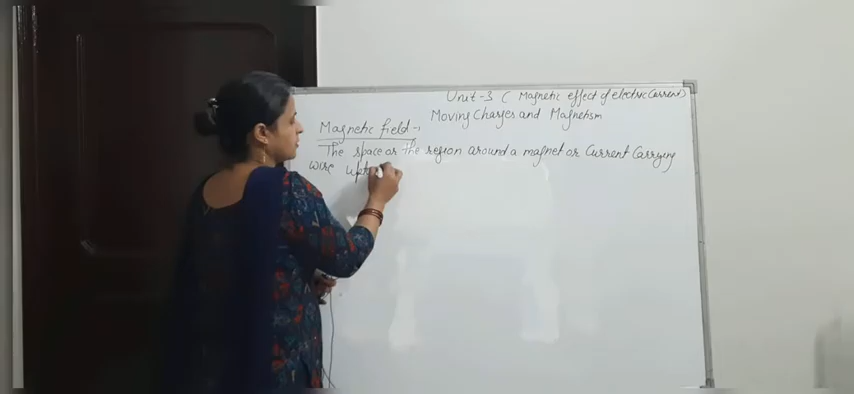 Unit-3 ( Magnetic effect of electric Current)
Moving Charges and Magnetism
Magnetic field -
The space or the region around a magnet or Current Carrying
wire upto